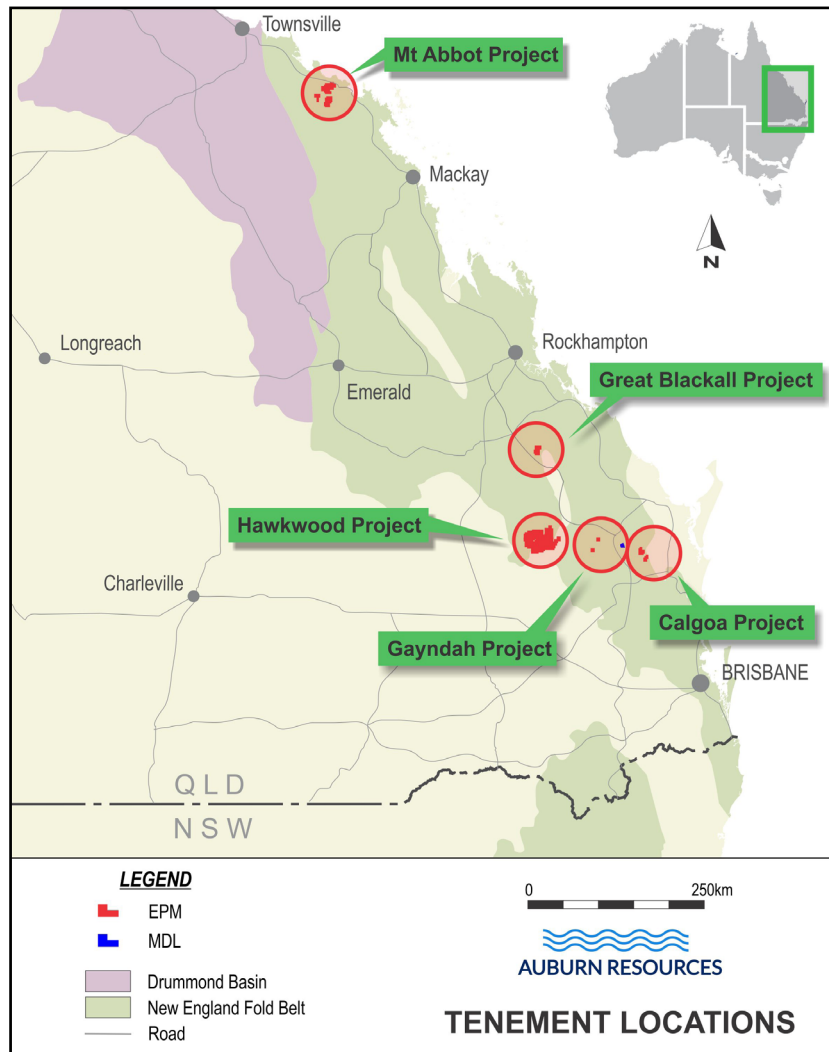 Townsville
Mt Abbot Project
Mackay
N
Longreach
Rockhampton
Emerald
Great Blackall Project
Hawkwood Project
Charleville
Gayndah Project
Calgoa Project
BRISBANE
QLD
NSW
LEGEND
EPM
MDL
Drummond Basin
New England Fold Belt
Road
0 250km
AUBURN RESOURCES
TENEMENT LOCATIONS